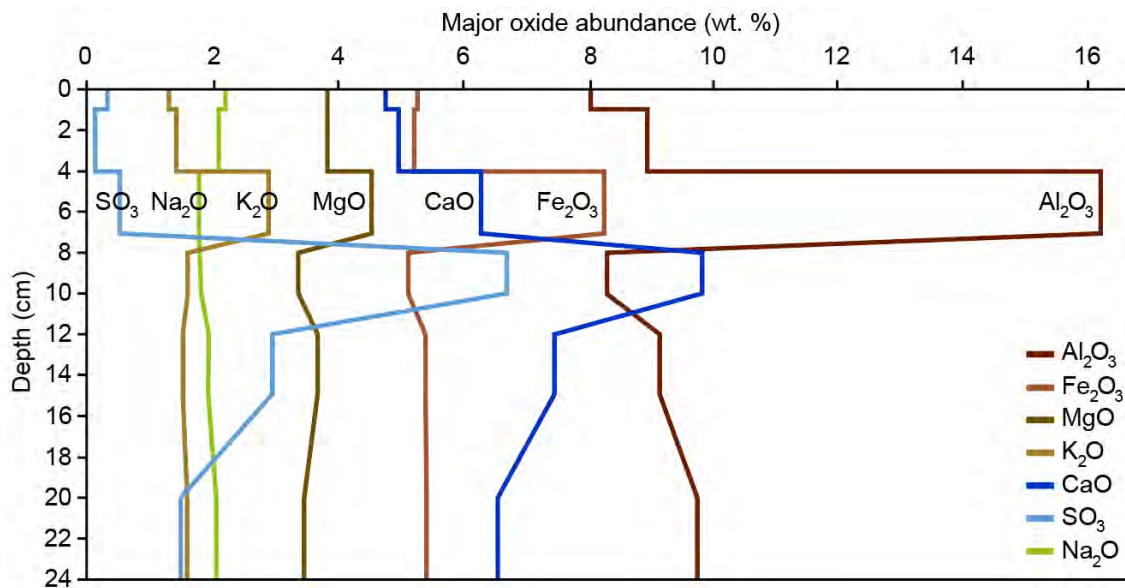 Major oxide abundance (wt. %)
0 2 4 6 8 10 12 14 16
0
2
4
6
8
10
12
14
16
18
20
22
24
Depth (cm)
SO₃ Na₂O K₂O MgO CaO Fe₂O₃ Al₂O₃
Al₂O₃
Fe₂O₃
MgO
K₂O
CaO
SO₃
Na₂O